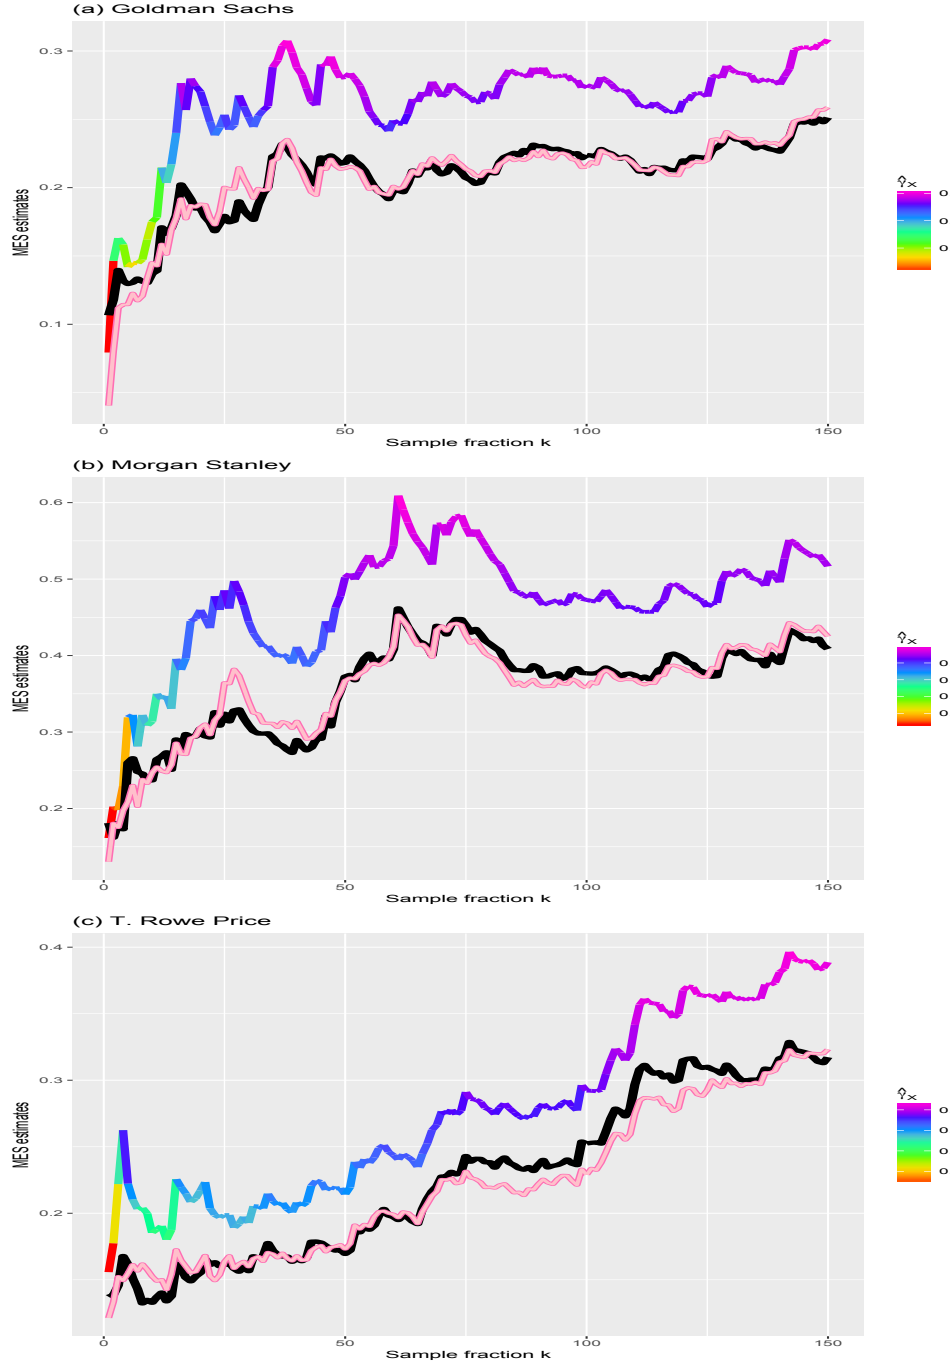 (a) Goldman Sachs
0.3
0.2
0.1
MES estimates
0
50
100
150
Sample fraction k
γ̂x
o
o
o
(b) Morgan Stanley
0.6
0.5
0.4
0.3
0.2
MES estimates
0
50
100
150
Sample fraction k
γ̂x
o
o
o
o
(c) T. Rowe Price
0.4
0.3
0.2
MES estimates
0
50
100
150
Sample fraction k
γ̂x
o
o
o
o